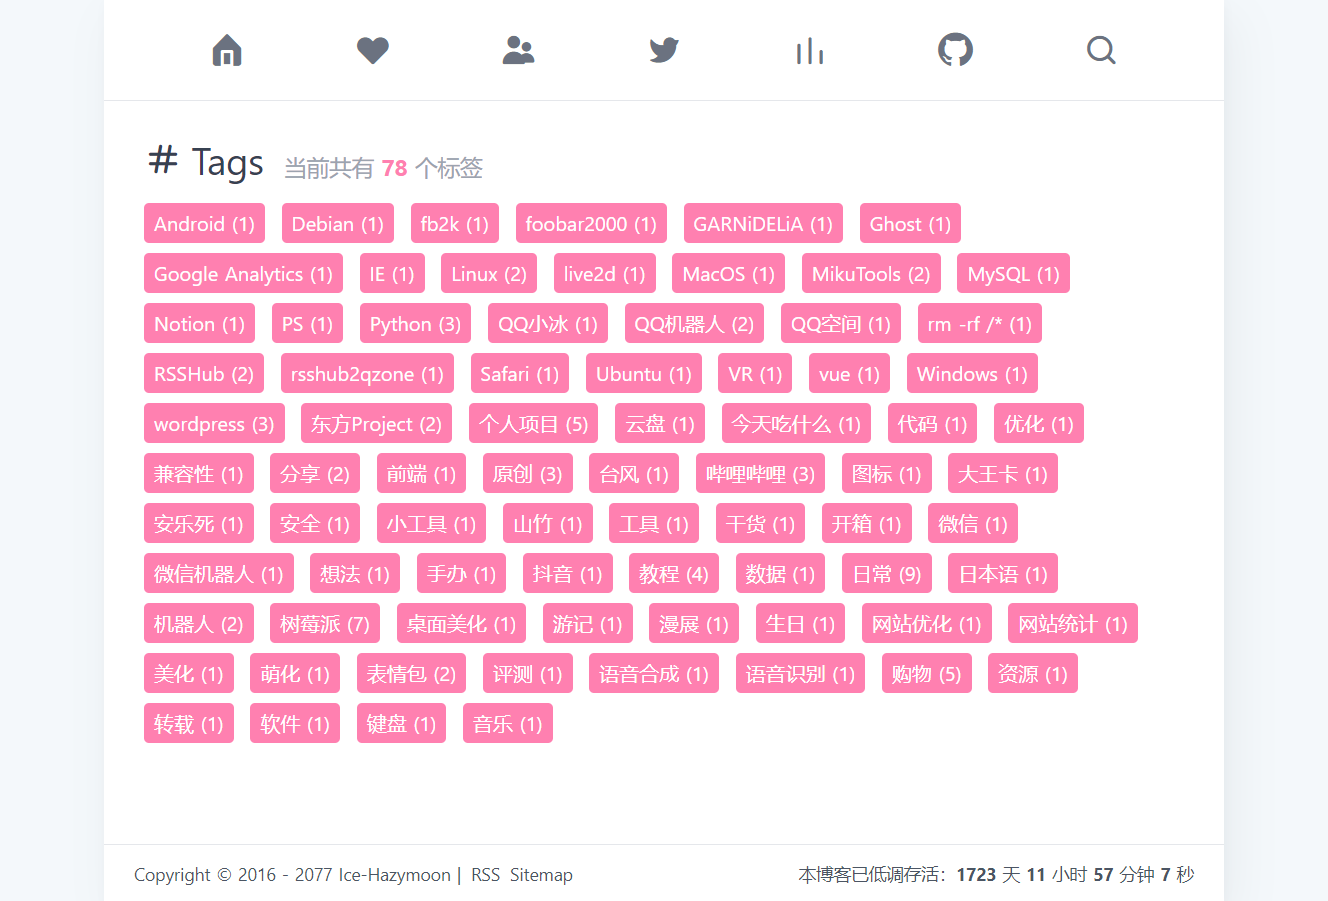 # Tags 当前共有 78 个标签
Android (1) Debian (1) fb2k (1) foobar2000 (1) GARNiDELiA (1) Ghost (1)
Google Analytics (1) IE (1) Linux (2) live2d (1) MacOS (1) MikuTools (2) MySQL (1)
Notion (1) PS (1) Python (3) QQ小冰 (1) QQ机器人 (2) QQ空间 (1) rm -rf /* (1)
RSSHub (2) rsshub2qzone (1) Safari (1) Ubuntu (1) VR (1) vue (1) Windows (1)
wordpress (3) 东方Project (2) 个人项目 (5) 云盘 (1) 今天吃什么 (1) 代码 (1) 优化 (1)
兼容性 (1) 分享 (2) 前端 (1) 原创 (3) 台风 (1) 哔哩哔哩 (3) 图标 (1) 大王卡 (1)
安乐死 (1) 安全 (1) 小工具 (1) 山竹 (1) 工具 (1) 干货 (1) 开箱 (1) 微信 (1)
微信机器人 (1) 想法 (1) 手办 (1) 抖音 (1) 教程 (4) 数据 (1) 日常 (9) 日本语 (1)
机器人 (2) 树莓派 (7) 桌面美化 (1) 游记 (1) 漫展 (1) 生日 (1) 网站优化 (1) 网站统计 (1)
美化 (1) 萌化 (1) 表情包 (2) 评测 (1) 语音合成 (1) 语音识别 (1) 购物 (5) 资源 (1)
转载 (1) 软件 (1) 键盘 (1) 音乐 (1)
Copyright © 2016 - 2077 Ice-Hazymoon | RSS Sitemap 本博客已低调存活：1723 天 11 小时 57 分钟 7 秒